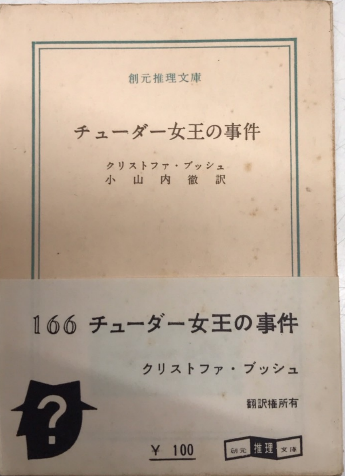 創元推理文庫
チューダー女王の事件
クリストファ・ブッシュ
小山内徹訳
166 チューダー女王の事件
クリストファ・ブッシュ
翻訳権所有
?
¥ 100
創元 推理 文庫